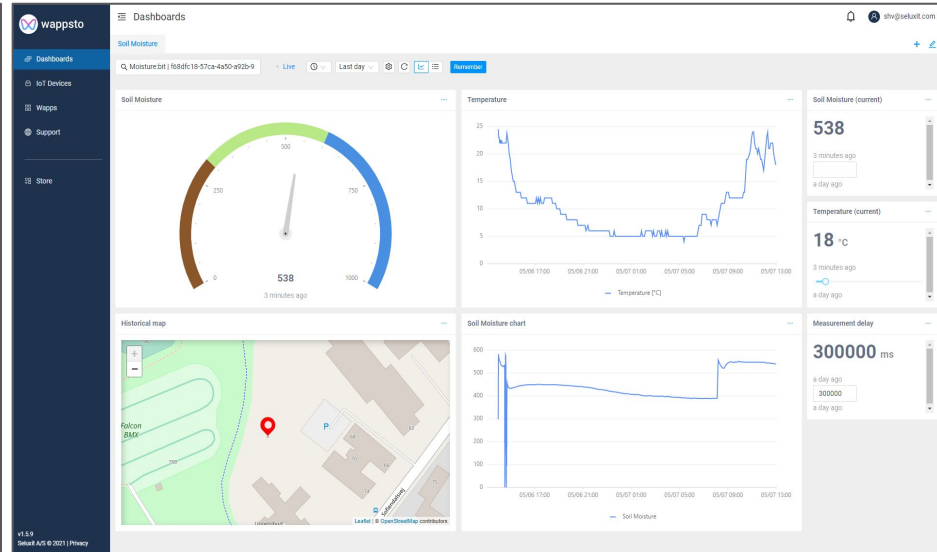 wappsto
Dashboards
IoT Devices
Wapps
Support
Store
v1.5.9
Seluxit A/S © 2021 | Privacy
Dashboards
shv@seluxit.com
Soil Moisture
Moisture:bit | f68dfc18-57ca-4a50-a92b-9
Live
Last day
Remember
Soil Moisture
0
250
500
750
1000
538
3 minutes ago
Temperature
25
20
15
10
5
0
05/06 17:00 05/06 21:00 05/07 01:00 05/07 05:00 05/07 09:00 05/07 13:00
Temperature [°C]
Soil Moisture (current)
538
3 minutes ago
a day ago
Temperature (current)
18 °C
3 minutes ago
a day ago
Historical map
+
−
Falcon
BMX
P
Leaflet | © OpenStreetMap contributors
Soil Moisture chart
600
500
400
300
200
100
0
05/06 17:00 05/06 21:00 05/07 01:00 05/07 05:00 05/07 09:00 05/07 13:00
Soil Moisture
Measurement delay
300000 ms
a day ago
300000
a day ago